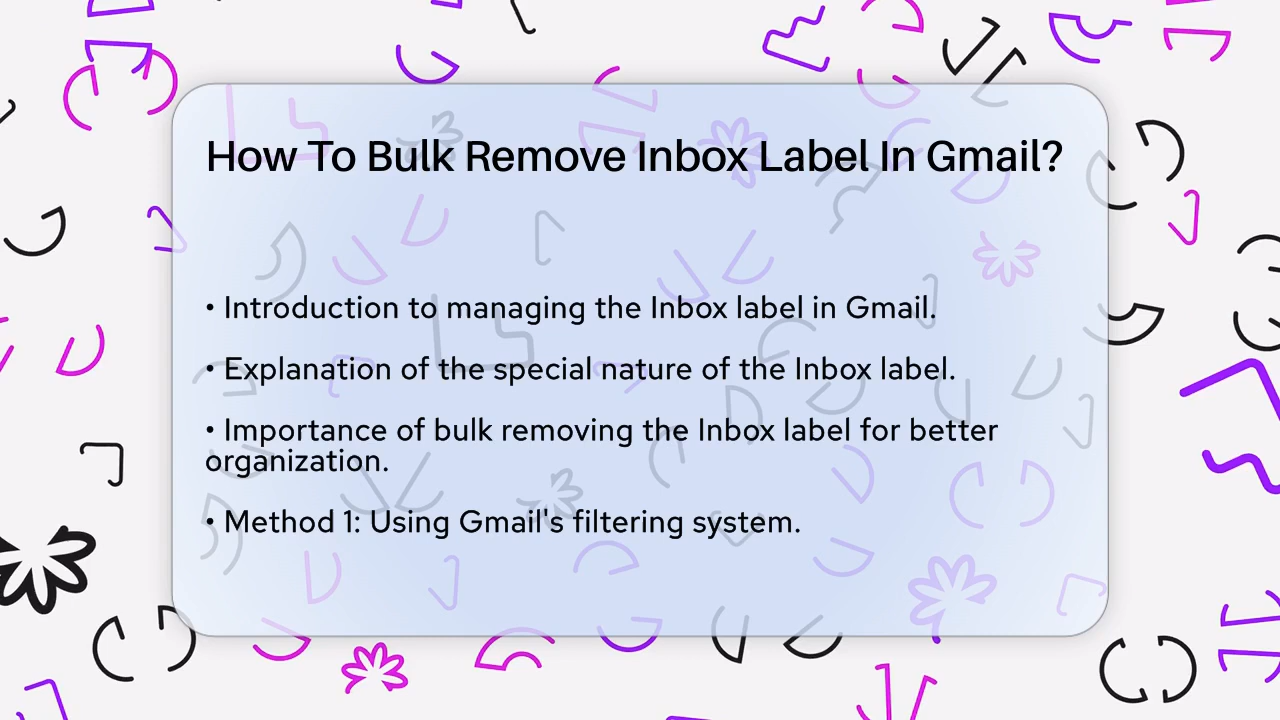 How To Bulk Remove Inbox Label In Gmail?
• Introduction to managing the Inbox label in Gmail.
• Explanation of the special nature of the Inbox label.
• Importance of bulk removing the Inbox label for better
organization.
• Method 1: Using Gmail's filtering system.